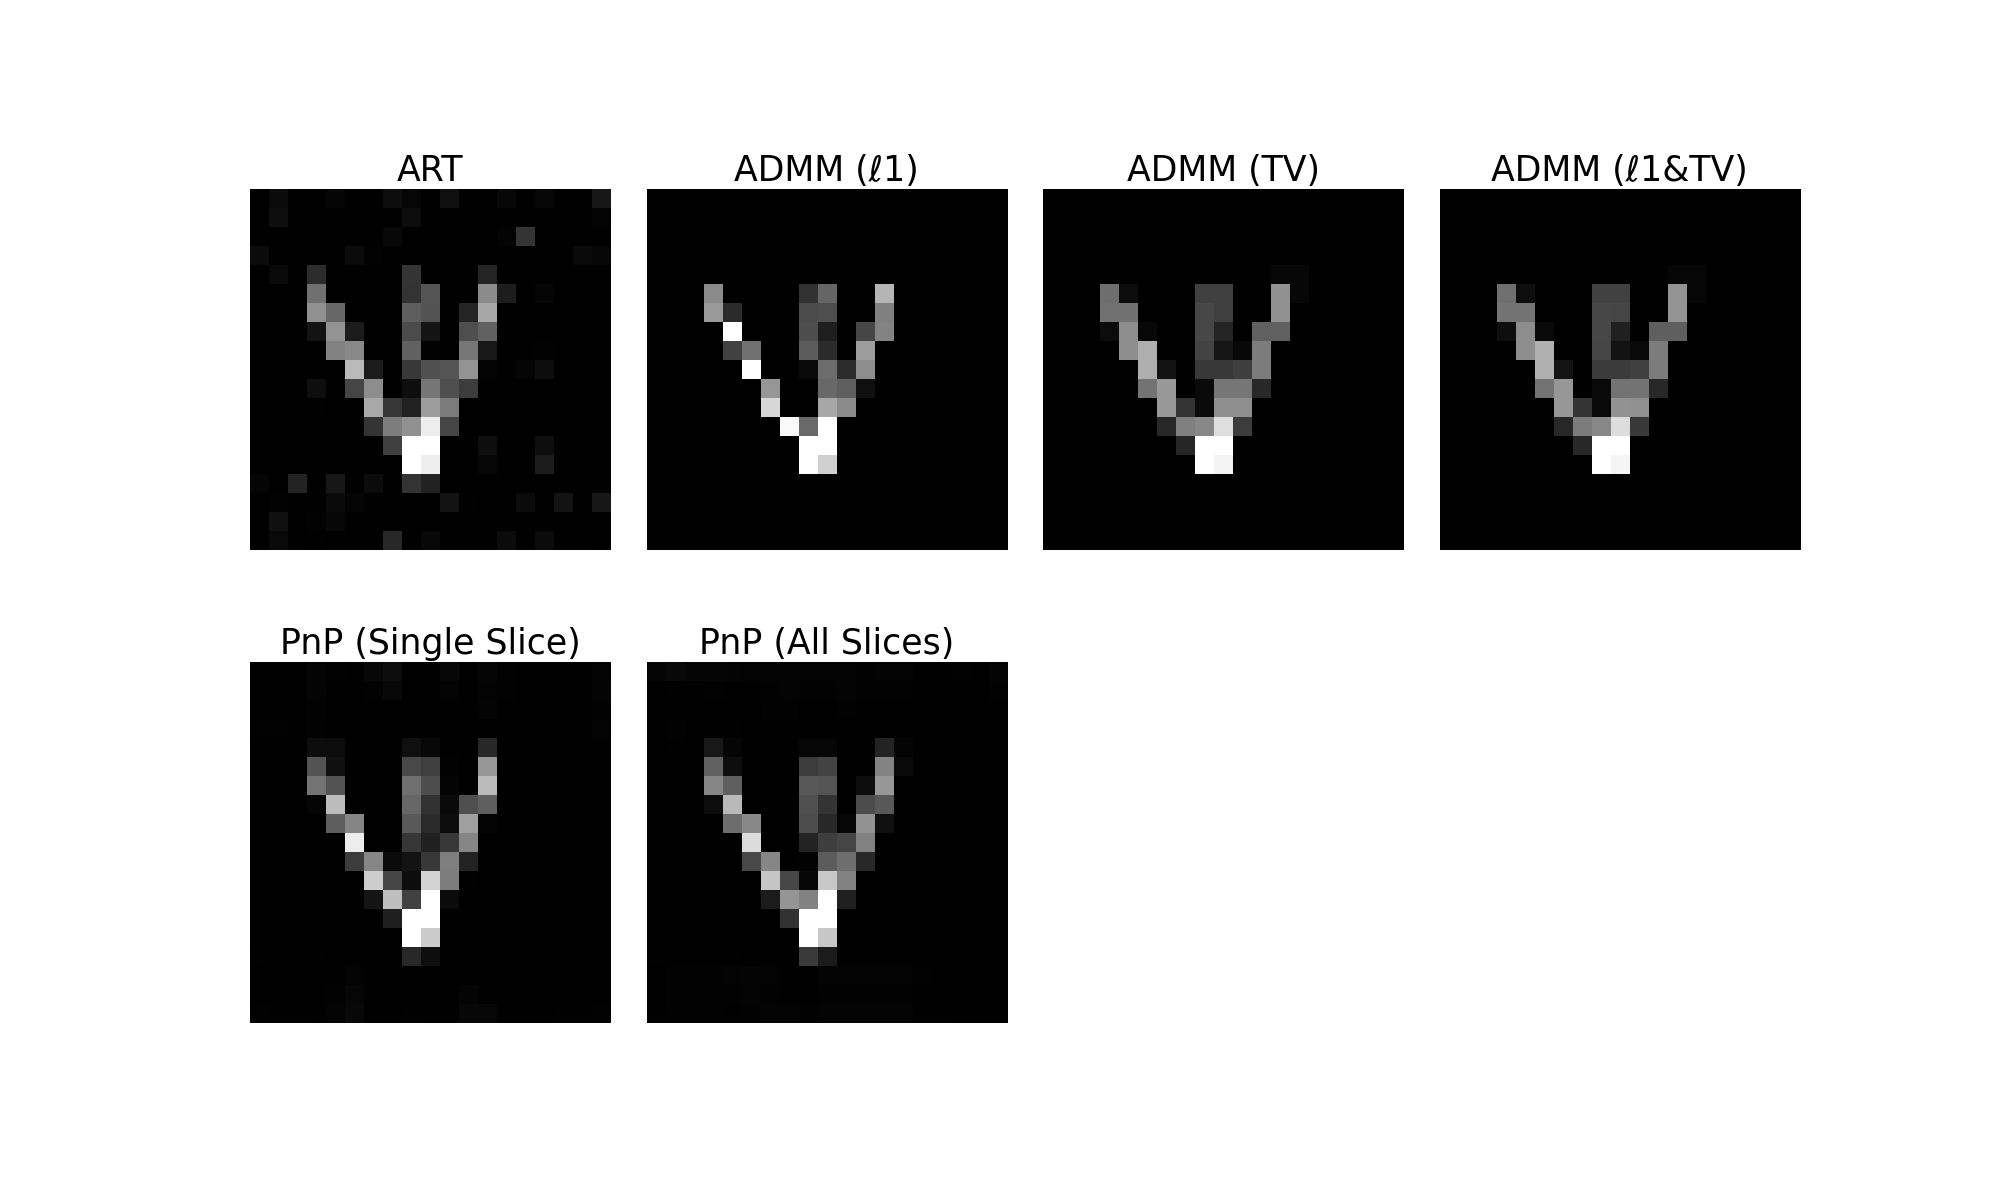 ART
ADMM (ℓ1)
ADMM (TV)
ADMM (ℓ1&TV)
PnP (Single Slice)
PnP (All Slices)